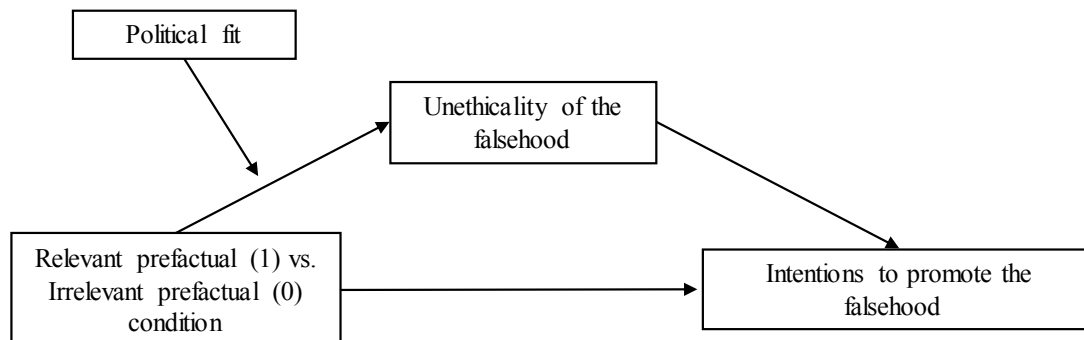 Political fit
Unethicality of the
falsehood
Relevant prefactual (1) vs.
Irrelevant prefactual (0)
condition
Intentions to promote the
falsehood